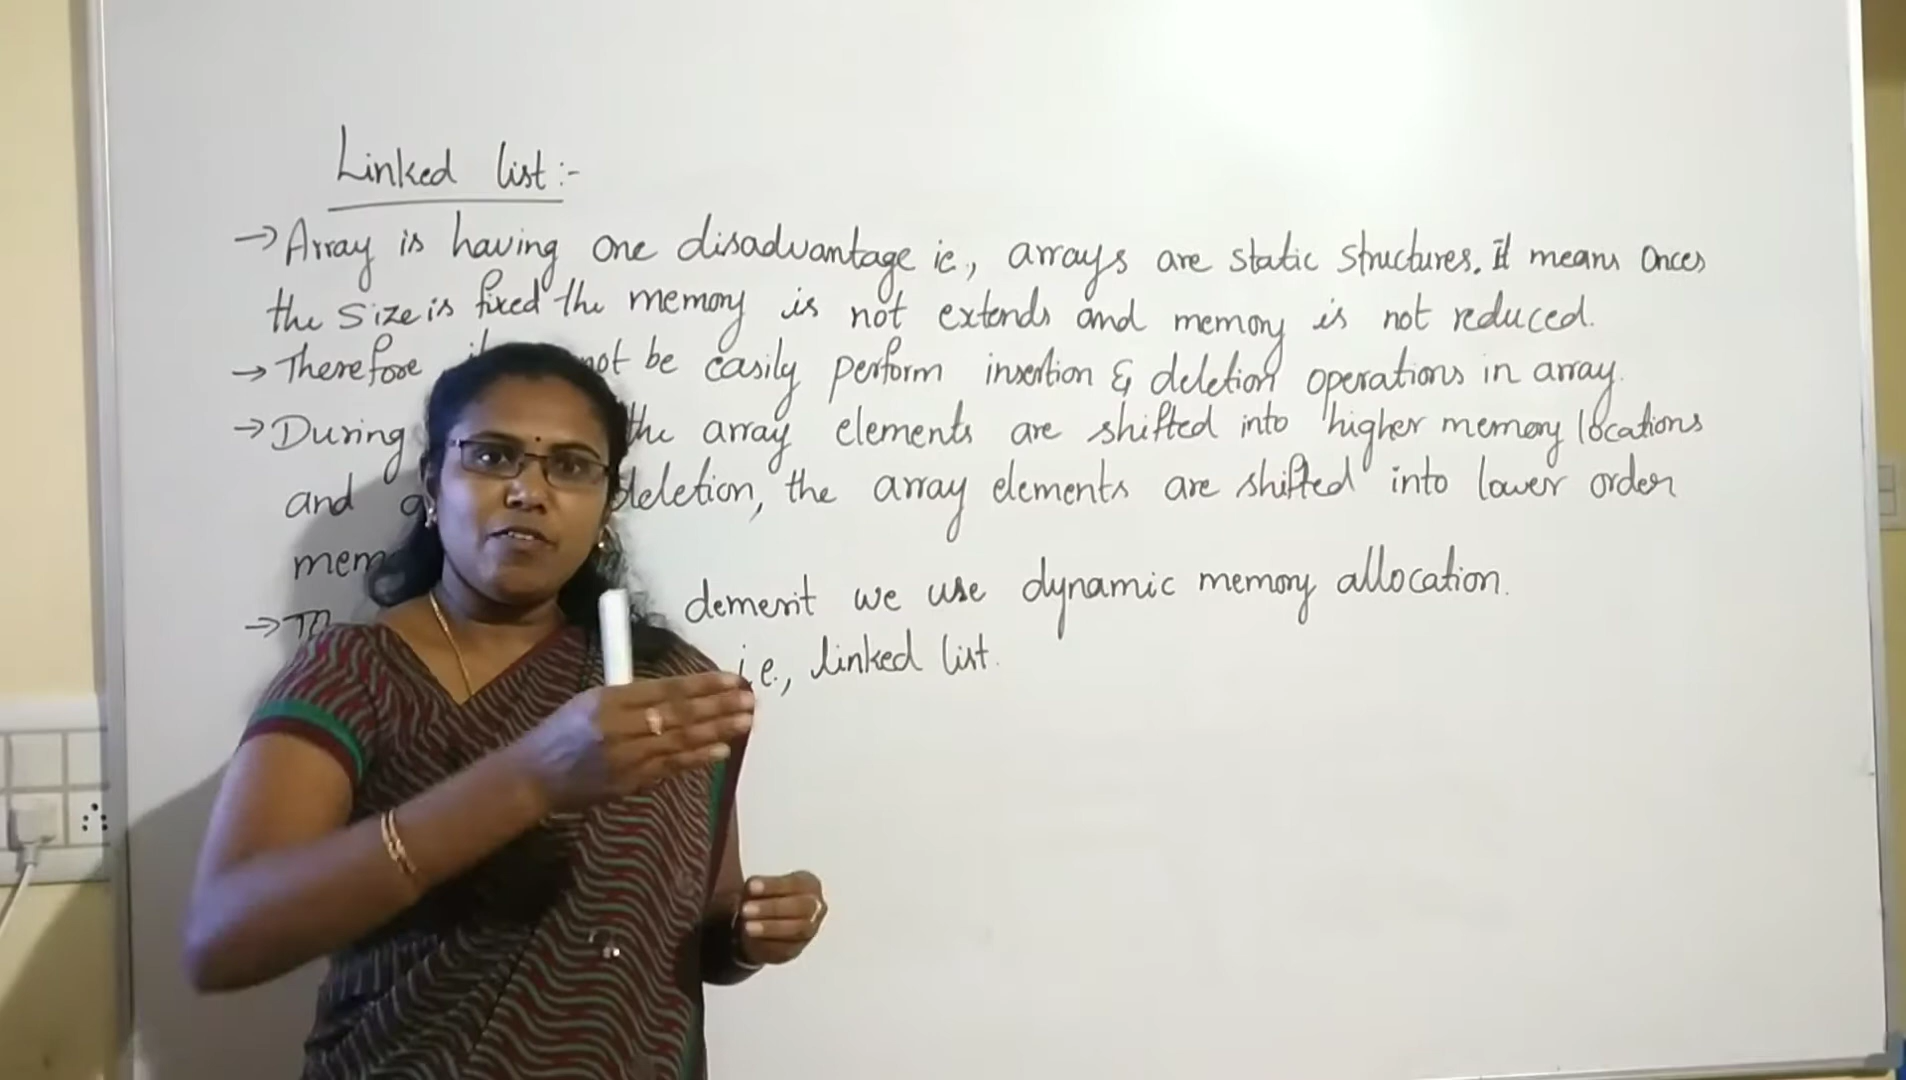 Linked list:-
→ Array is having one disadvantage ie., arrays are static structures. it means onces
the size is fixed the memory is not extends and memory is not reduced.
→ Therefore not be easily perform insertion & deletion operations in array.
→ During the array elements are shifted into higher memory locations
and deletion, the array elements are shifted into lower order
→ To demerit we use dynamic memory allocation.
i.e., linked list.